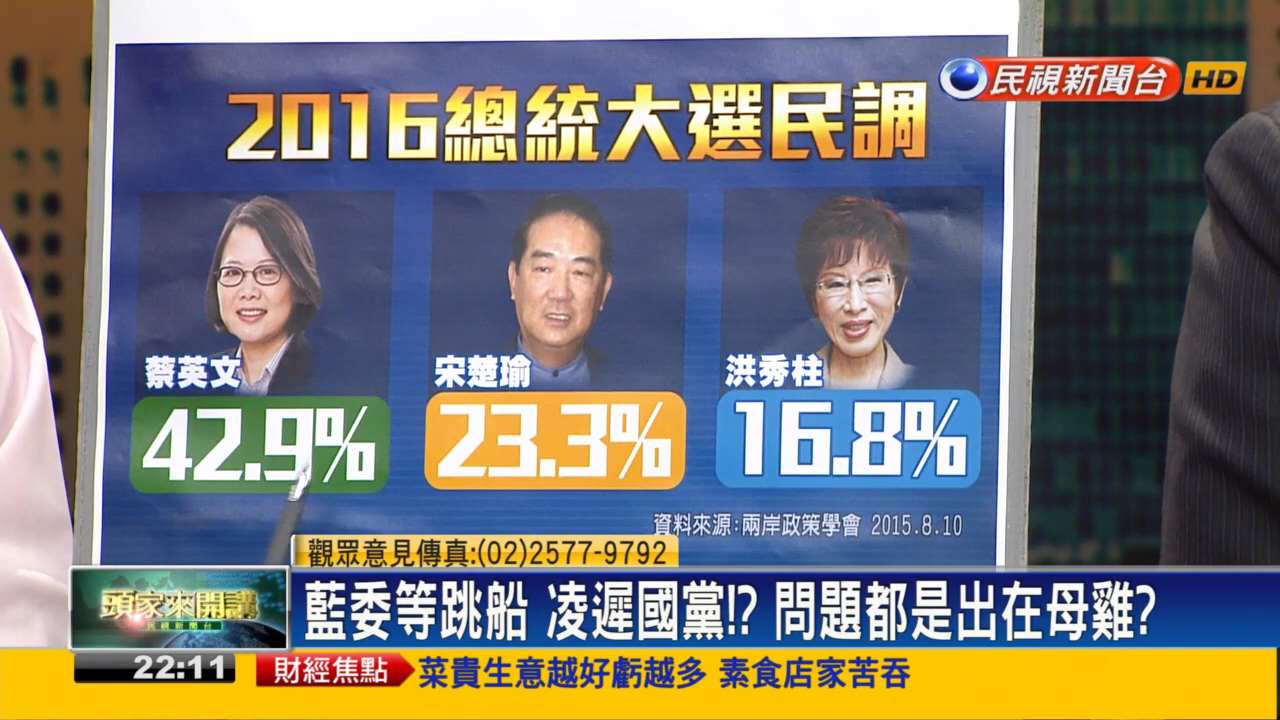 民視新聞台 HD
2016總統大選民調
蔡英文
42.9%
宋楚瑜
23.3%
洪秀柱
16.8%
資料來源:兩岸政策學會 2015.8.10
觀眾意見傳真:(02)2577-9792
頭家來開講
民視新聞台
藍委等跳船 凌遲國黨!? 問題都是出在母雞?
22:11
財經焦點
菜貴生意越好虧越多 素食店家苦吞